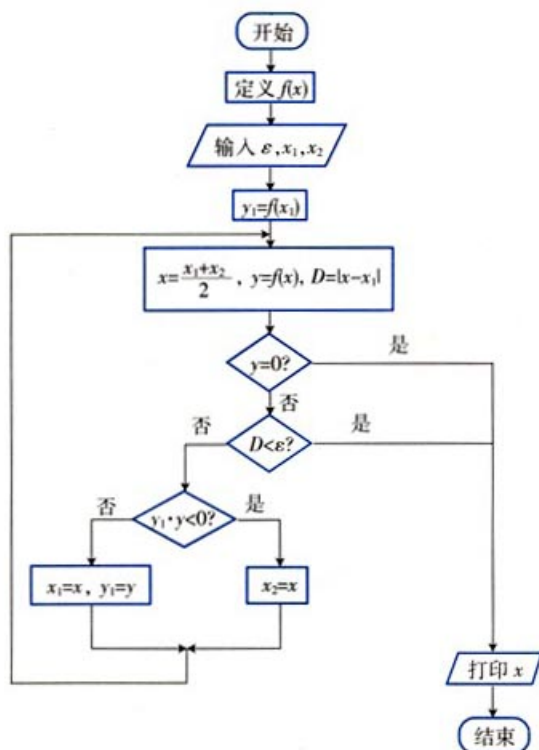 开始
定义 f(x)
输入 ε,x₁,x₂
y₁=f(x₁)
x=\frac{x₁+x₂}{2}, y=f(x), D=|x-x₁|
y=0?
是
否
D<ε?
是
否
y₁·y<0?
否
是
x₁=x, y₁=y
x₂=x
打印 x
结束